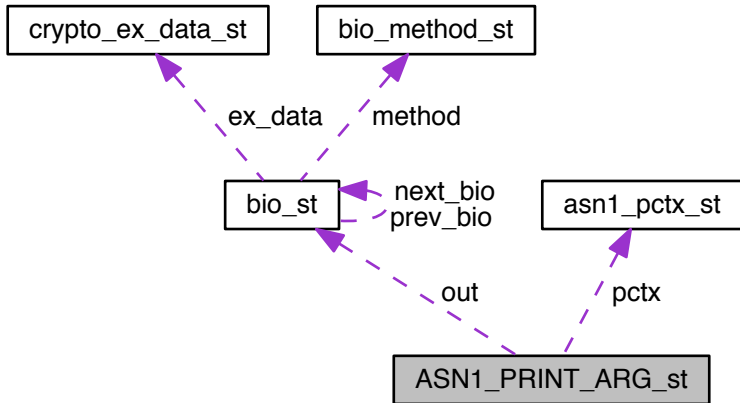 crypto_ex_data_st
bio_method_st
ex_data
method
bio_st
next_bio
prev_bio
asn1_pctx_st
out
pctx
ASN1_PRINT_ARG_st